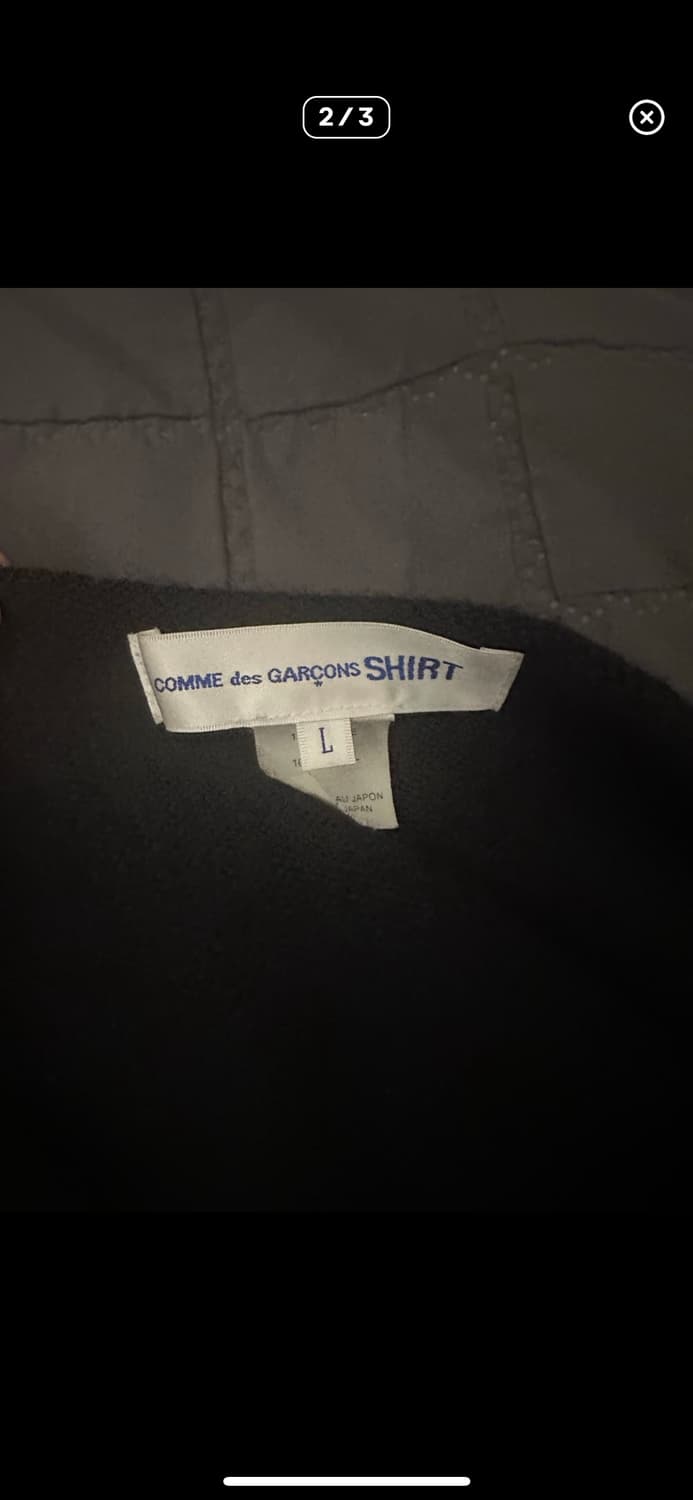 2/3
COMME des GARÇONS SHIRT
L
AU JAPON
JAPAN